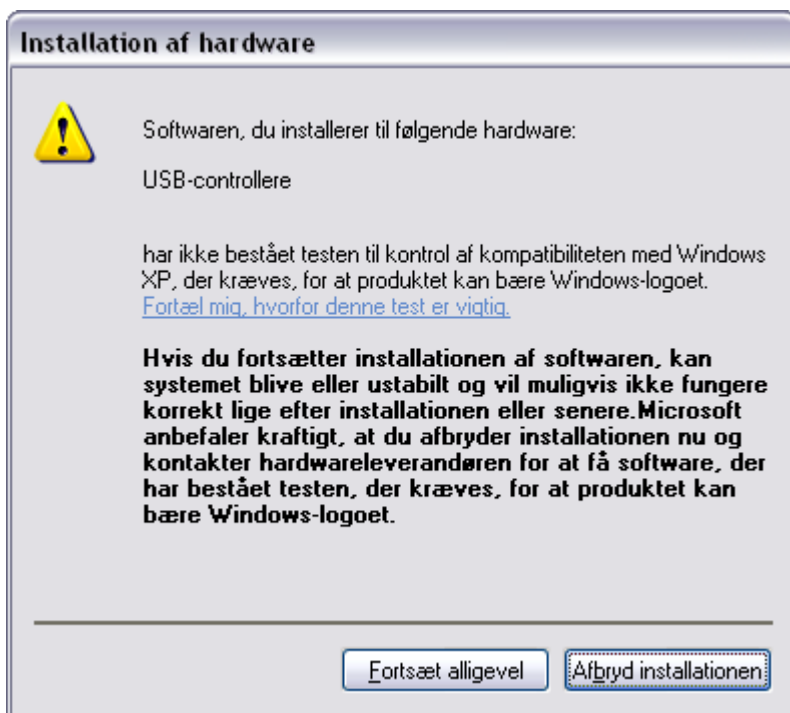 Installation af hardware
Softwaren, du installerer til følgende hardware:
USB-controllere
har ikke bestået testen til kontrol af kompatibiliteten med Windows
XP, der kræves, for at produktet kan bære Windows-logoet.
Fortæl mig, hvorfor denne test er vigtig.
Hvis du fortsætter installationen af softwaren, kan
systemet blive eller ustabilt og vil muligvis ikke fungere
korrekt lige efter installationen eller senere.Microsoft
anbefaler kraftigt, at du afbryder installationen nu og
kontakter hardwareleverandøren for at få software, der
har bestået testen, der kræves, for at produktet kan
bære Windows-logoet.
Fortsæt alligevel
Afbryd installationen